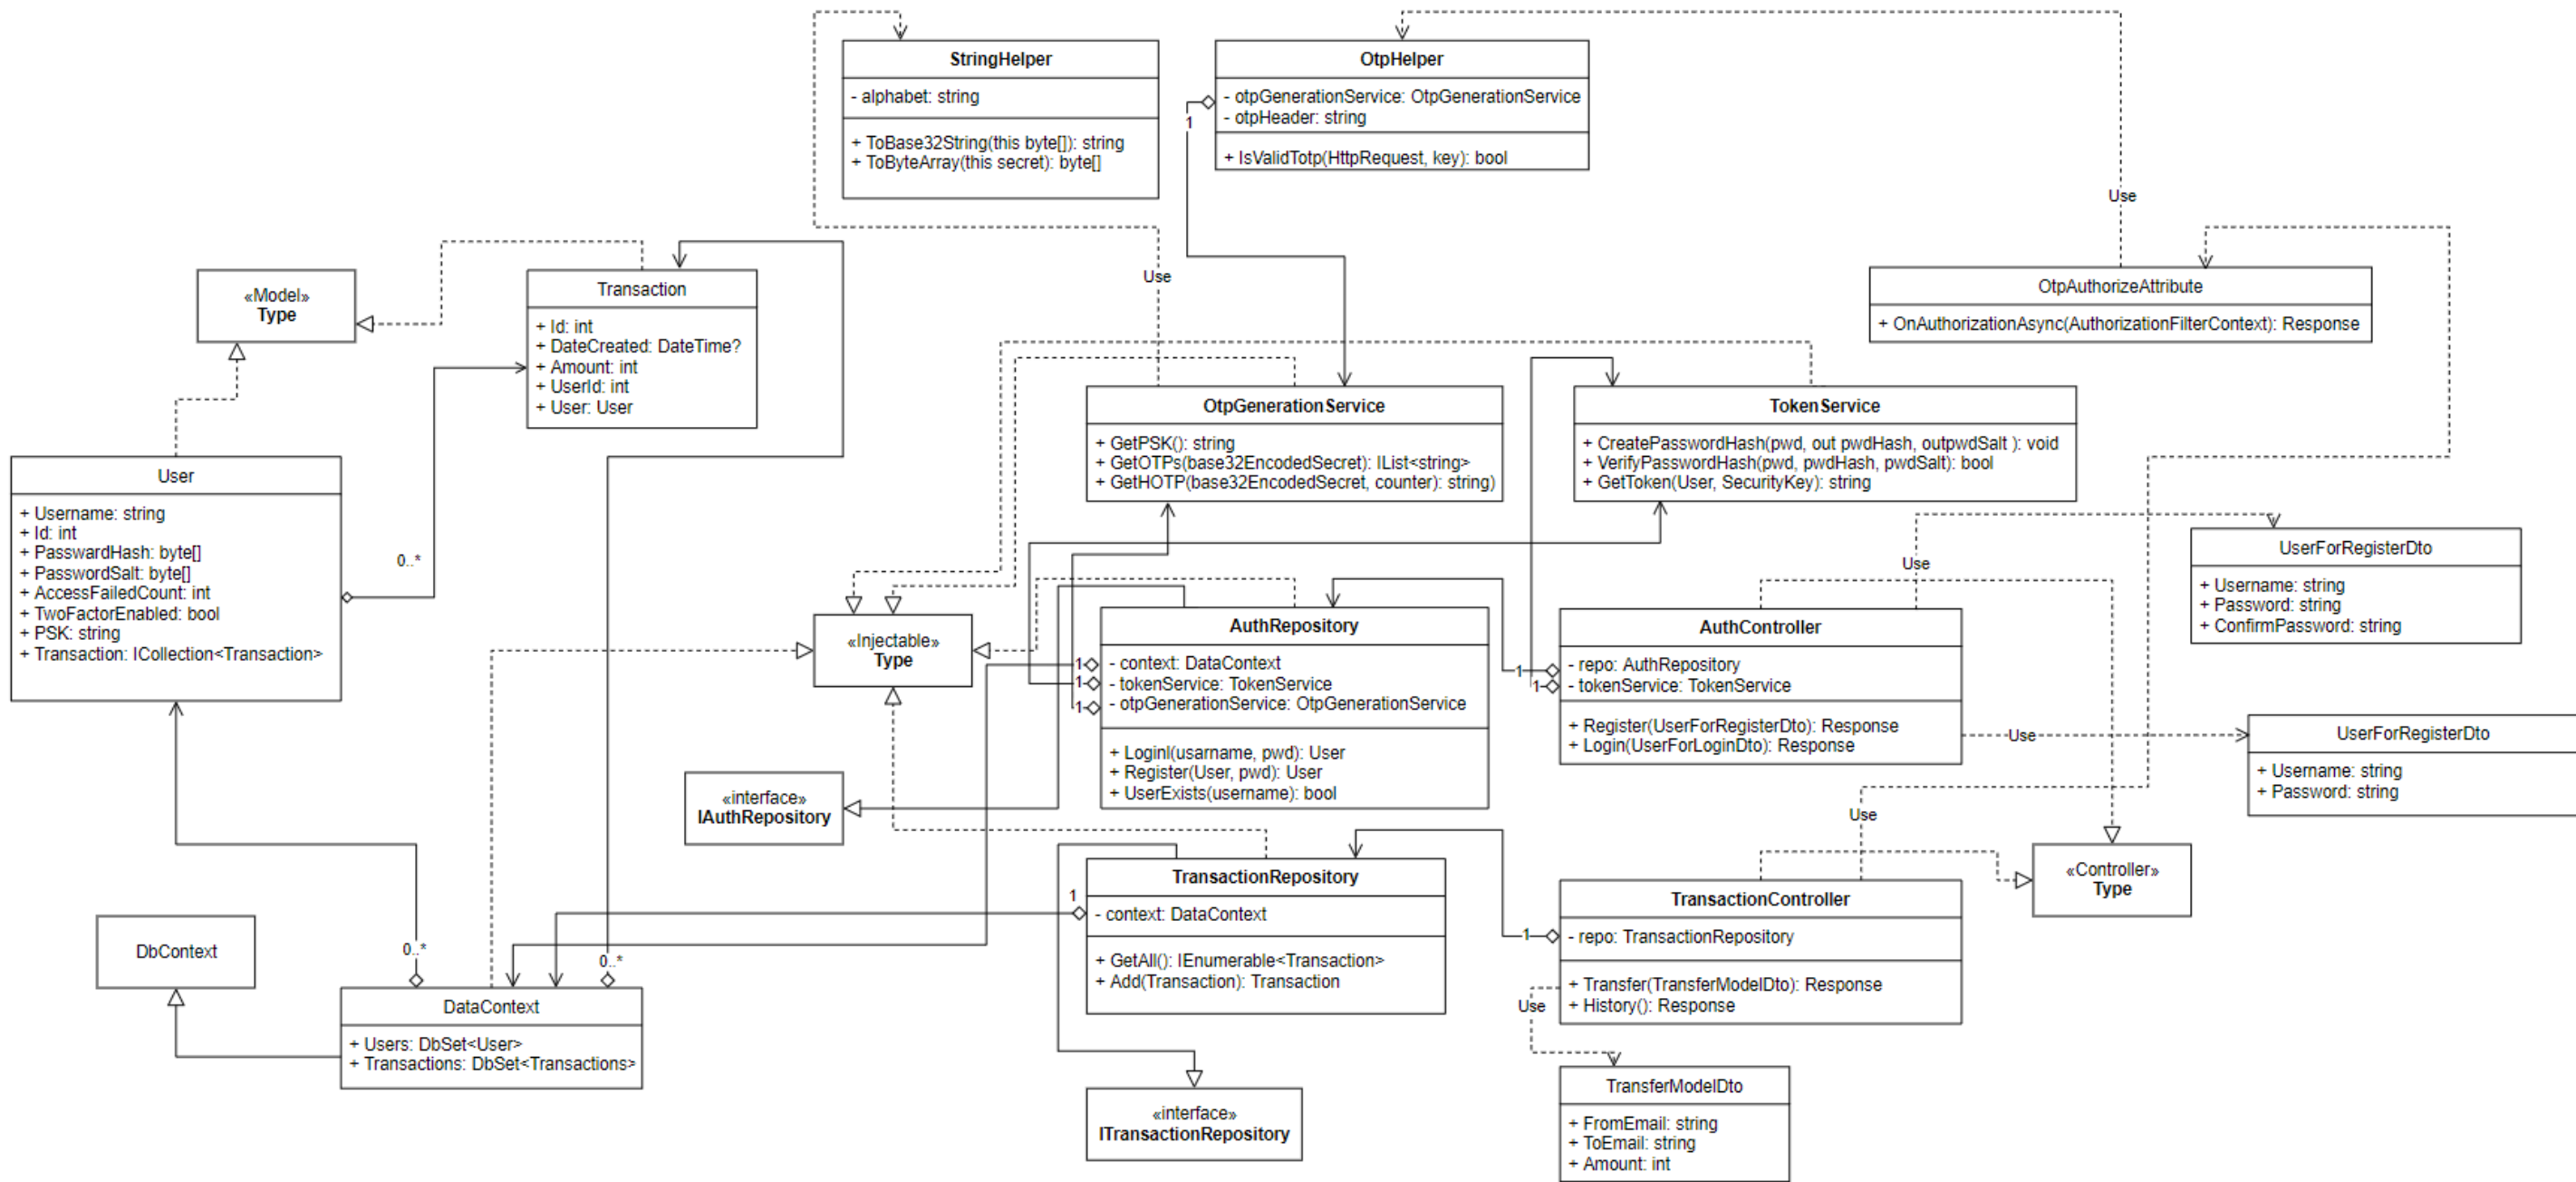 StringHelper
- alphabet: string
+ ToBase32String(this byte[]): string
+ ToByteArray(this secret): byte[]
OtpHelper
- otpGenerationService: OtpGenerationService
- otpHeader: string
+ IsValidTotp(HttpRequest, key): bool
1
Use
Use
«Model»
Type
Transaction
+ Id: int
+ DateCreated: DateTime?
+ Amount: int
+ UserId: int
+ User: User
OtpAuthorizeAttribute
+ OnAuthorizationAsync(AuthorizationFilterContext): Response
OtpGenerationService
+ GetPSK(): string
+ GetOTPs(base32EncodedSecret): IList<string>
+ GetHOTP(base32EncodedSecret, counter): string)
TokenService
+ CreatePasswordHash(pwd, out pwdHash, outpwdSalt ): void
+ VerifyPasswordHash(pwd, pwdHash, pwdSalt): bool
+ GetToken(User, SecurityKey): string
User
+ Username: string
+ Id: int
+ PasswardHash: byte[]
+ PasswordSalt: byte[]
+ AccessFailedCount: int
+ TwoFactorEnabled: bool
+ PSK: string
+ Transaction: ICollection<Transaction>
0..*
Use
UserForRegisterDto
+ Username: string
+ Password: string
+ ConfirmPassword: string
«Injectable»
Type
AuthRepository
- context: DataContext
- tokenService: TokenService
- otpGenerationService: OtpGenerationService
+ Loginl(usarname, pwd): User
+ Register(User, pwd): User
+ UserExists(username): bool
1
1
1
AuthController
- repo: AuthRepository
- tokenService: TokenService
+ Register(UserForRegisterDto): Response
+ Login(UserForLoginDto): Response
1
1
Use
UserForRegisterDto
+ Username: string
+ Password: string
«interface»
IAuthRepository
Use
TransactionRepository
- context: DataContext
+ GetAll(): IEnumerable<Transaction>
+ Add(Transaction): Transaction
1
TransactionController
- repo: TransactionRepository
+ Transfer(TransferModelDto): Response
+ History(): Response
1
Use
«Controller»
Type
DbContext
0..*
0..*
DataContext
+ Users: DbSet<User>
+ Transactions: DbSet<Transactions>
«interface»
ITransactionRepository
TransferModelDto
+ FromEmail: string
+ ToEmail: string
+ Amount: int